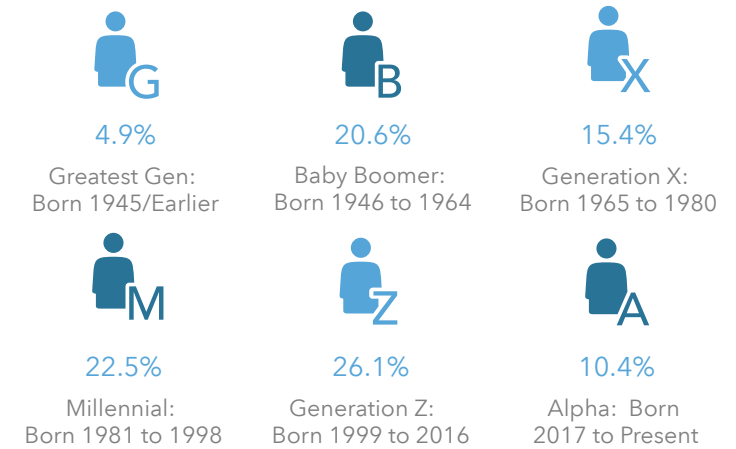 G
B
X
4.9%
20.6%
15.4%
Greatest Gen:
Born 1945/Earlier
Baby Boomer:
Born 1946 to 1964
Generation X:
Born 1965 to 1980
M
Z
A
22.5%
26.1%
10.4%
Millennial:
Born 1981 to 1998
Generation Z:
Born 1999 to 2016
Alpha:  Born
2017 to Present